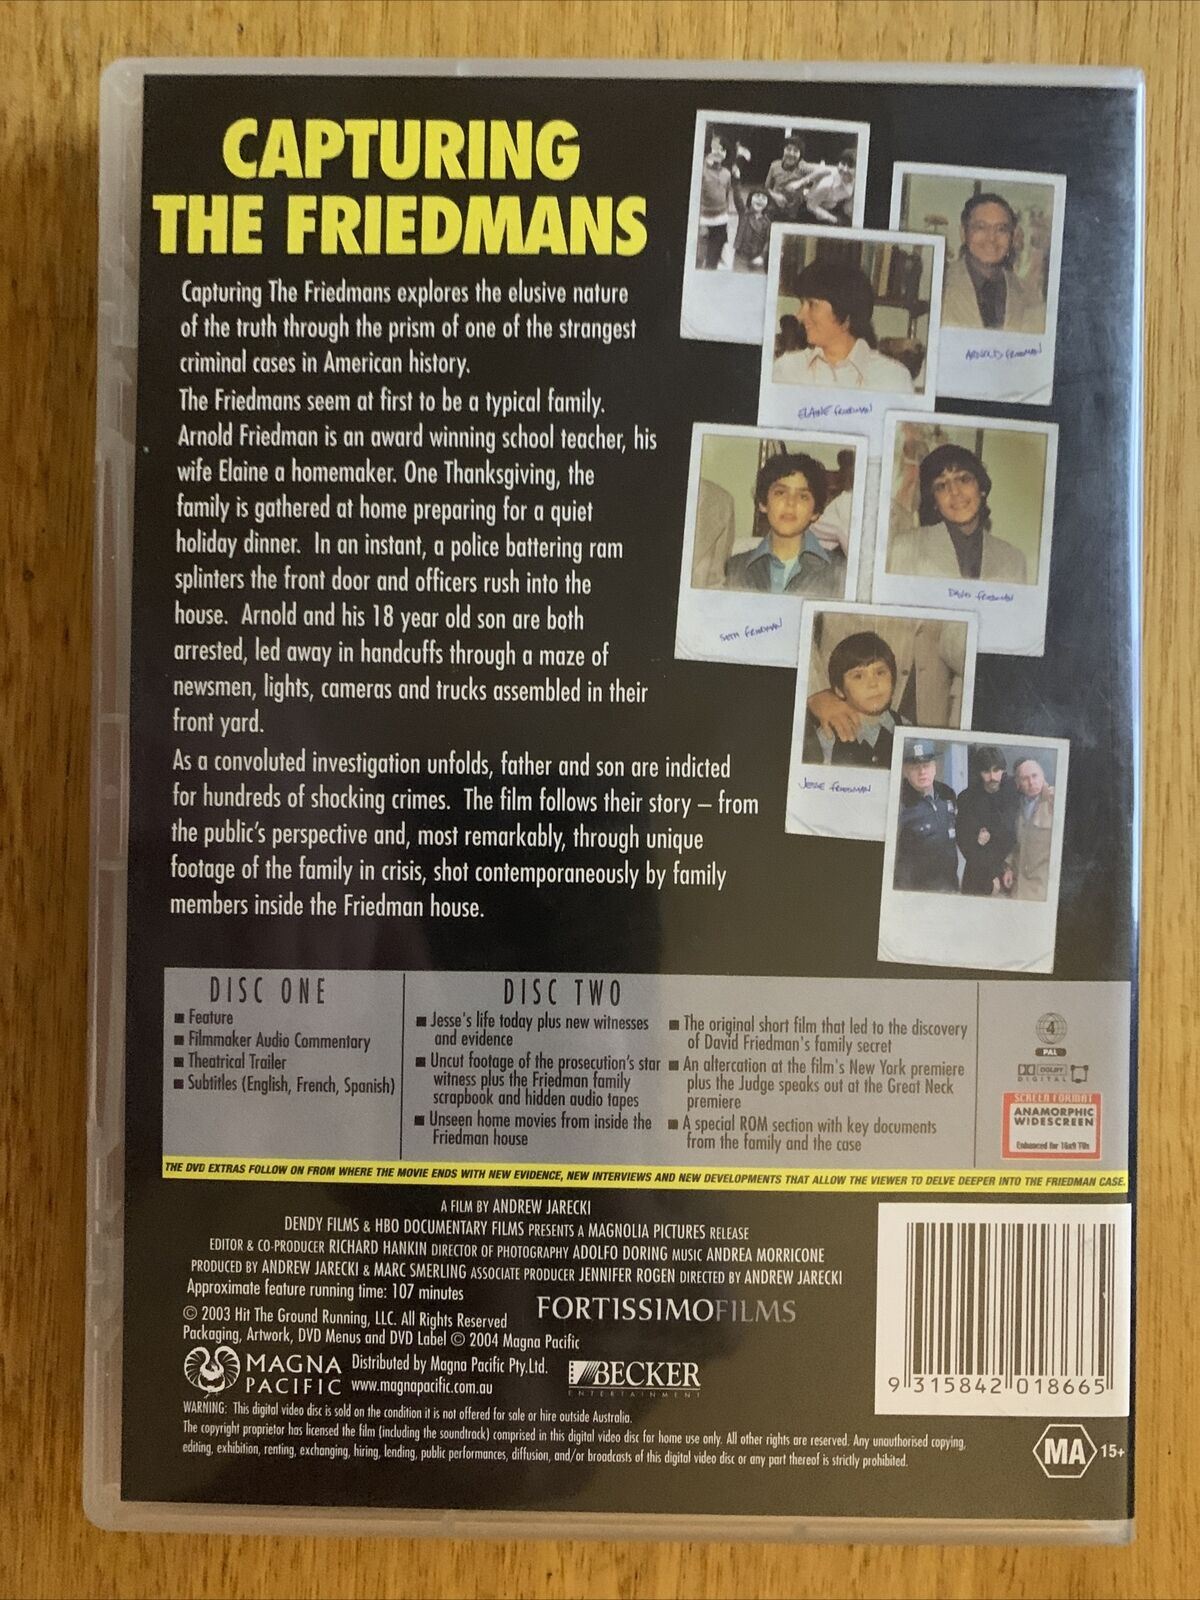 CAPTURING
THE FRIEDMANS
Capturing The Friedmans explores the elusive nature
of the truth through the prism of one of the strangest
criminal cases in American history.
The Friedmans seem at first to be a typical family.
Arnold Friedman is an award winning school teacher, his
wife Elaine a homemaker. One Thanksgiving, the
family is gathered at home preparing for a quiet
holiday dinner. In an instant, a police battering ram
splinters the front door and officers rush into the
house. Arnold and his 18 year old son are both
arrested, led away in handcuffs through a maze of
newsmen, lights, cameras and trucks assembled in their
front yard.
As a convoluted investigation unfolds, father and son are indicted
for hundreds of shocking crimes. The film follows their story – from
the public's perspective and, most remarkably, through unique
footage of the family in crisis, shot contemporaneously by family
members inside the Friedman house.
ARNOLD FRIEDMAN
ELAINE FRIEDMAN
SETH FRIEDMAN
DAVID FRIEDMAN
JESSE FRIEDMAN
DISC ONE
■ Feature
■ Filmmaker Audio Commentary
■ Theatrical Trailer
■ Subtitles (English, French, Spanish)
DISC TWO
■ Jesse's life today plus new witnesses
and evidence
■ Uncut footage of the prosecution's star
witness plus the Friedman family
scrapbook and hidden audio tapes
■ Unseen home movies from inside the
Friedman house
■ The original short film that led to the discovery
of David Friedman's family secret
■ An altercation at the film's New York premiere
plus the Judge speaks out at the Great Neck
premiere
■ A special ROM section with key documents
from the family and the case
4
PAL
DOLBY
DIGITAL
SCREEN FORMAT
ANAMORPHIC
WIDESCREEN
Enhanced for 16x9 TVs
THE DVD EXTRAS FOLLOW ON FROM WHERE THE MOVIE ENDS WITH NEW EVIDENCE, NEW INTERVIEWS AND NEW DEVELOPMENTS THAT ALLOW THE VIEWER TO DELVE DEEPER INTO THE FRIEDMAN CASE.
A FILM BY ANDREW JARECKI
DENDY FILMS & HBO DOCUMENTARY FILMS PRESENTS A MAGNOLIA PICTURES RELEASE
EDITOR & CO-PRODUCER RICHARD HANKIN DIRECTOR OF PHOTOGRAPHY ADOLFO DORING MUSIC ANDREA MORRICONE
PRODUCED BY ANDREW JARECKI & MARC SMERLING ASSOCIATE PRODUCER JENNIFER ROGEN DIRECTED BY ANDREW JARECKI
Approximate feature running time: 107 minutes
FORTISSIMOFILMS
© 2003 Hit The Ground Running, LLC. All Rights Reserved
Packaging, Artwork, DVD Menus and DVD Label © 2004 Magna Pacific
MAGNA
PACIFIC
Distributed by Magna Pacific Pty.Ltd.
www.magnapacific.com.au
BECKER
ENTERTAINMENT
WARNING: This digital video disc is sold on the condition it is not offered for sale or hire outside Australia.
The copyright proprietor has licensed the film (including the soundtrack) comprised in this digital video disc for home use only. All other rights are reserved. Any unauthorised copying,
editing, exhibition, renting, exchanging, hiring, lending, public performances, diffusion, and/or broadcasts of this digital video disc or any part thereof is strictly prohibited.
9 315842 018665
MA 15+